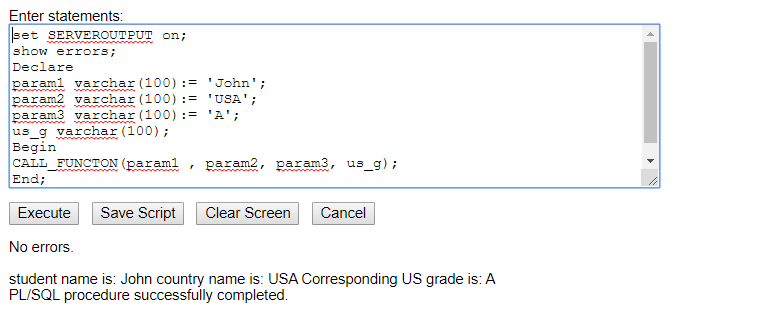 Enter statements:
set SERVEROUTPUT on;
show errors;
Declare
param1 varchar(100):= 'John';
param2 varchar(100):= 'USA';
param3 varchar(100):= 'A';
us_g varchar(100);
Begin
CALL_FUNCTON(param1 , param2, param3, us_g);
End;
Execute Save Script Clear Screen Cancel
No errors.
student name is: John country name is: USA Corresponding US grade is: A
PL/SQL procedure successfully completed.